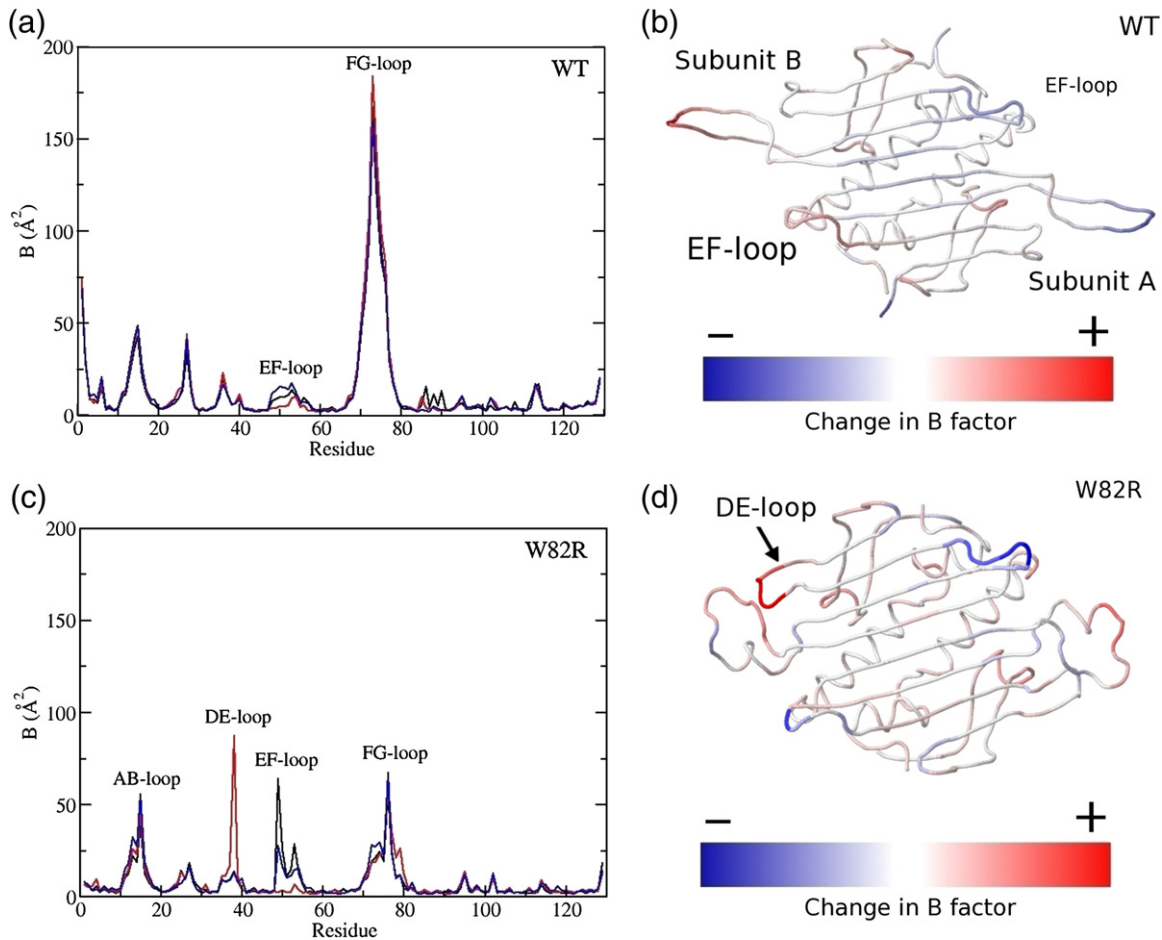 (a)
200
150
100
50
0
B (Å²)
FG-loop
WT
EF-loop
0 20 40 60 80 100 120
Residue
(b)
WT
Subunit B
EF-loop
EF-loop
Subunit A
− +
Change in B factor
(c)
200
150
100
50
0
B (Å²)
W82R
DE-loop
AB-loop
EF-loop
FG-loop
0 20 40 60 80 100 120
Residue
(d)
W82R
DE-loop
− +
Change in B factor